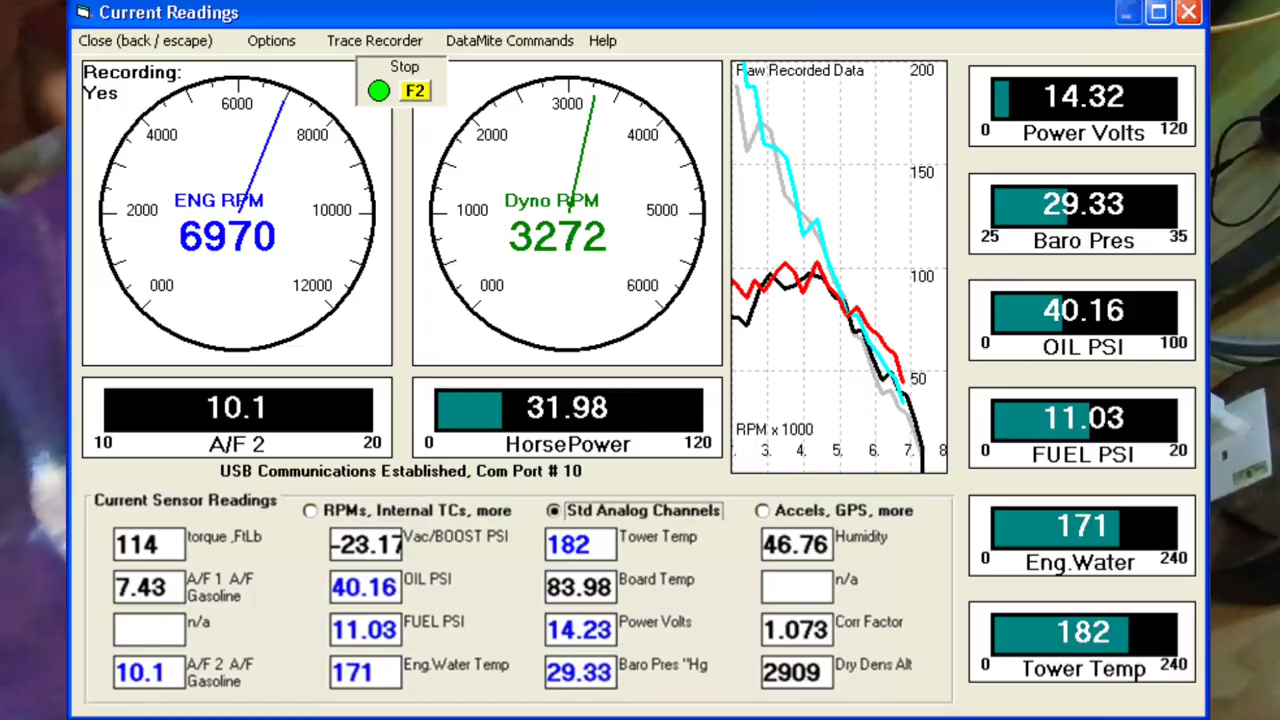 Current Readings
Close (back / escape) Options Trace Recorder DataMite Commands Help
Recording:
Yes
Stop
F2
000 2000 4000 6000 8000 10000 12000
ENG RPM
6970
000 1000 2000 3000 4000 5000 6000
Dyno RPM
3272
Raw Recorded Data
200
150
100
50
RPM x 1000
2. 3. 4. 5. 6. 7. 8
14.32
0 Power Volts 120
29.33
25 Baro Pres 35
40.16
0 OIL PSI 100
11.03
0 FUEL PSI 20
171
0 Eng.Water 240
182
0 Tower Temp 240
10.1
10 A/F 2 20
31.98
0 HorsePower 120
USB Communications Established, Com Port # 10
Current Sensor Readings
RPMs, Internal TCs, more Std Analog Channels Accels, GPS, more
114 torque ,FtLb
7.43 A/F 1 A/F
Gasoline
n/a
10.1 A/F 2 A/F
Gasoline
-23.17 Vac/BOOST PSI
40.16 OIL PSI
11.03 FUEL PSI
171 Eng.Water Temp
182 Tower Temp
83.98 Board Temp
14.23 Power Volts
29.33 Baro Pres "Hg
46.76 Humidity
n/a
1.073 Corr Factor
2909 Dry Dens Alt